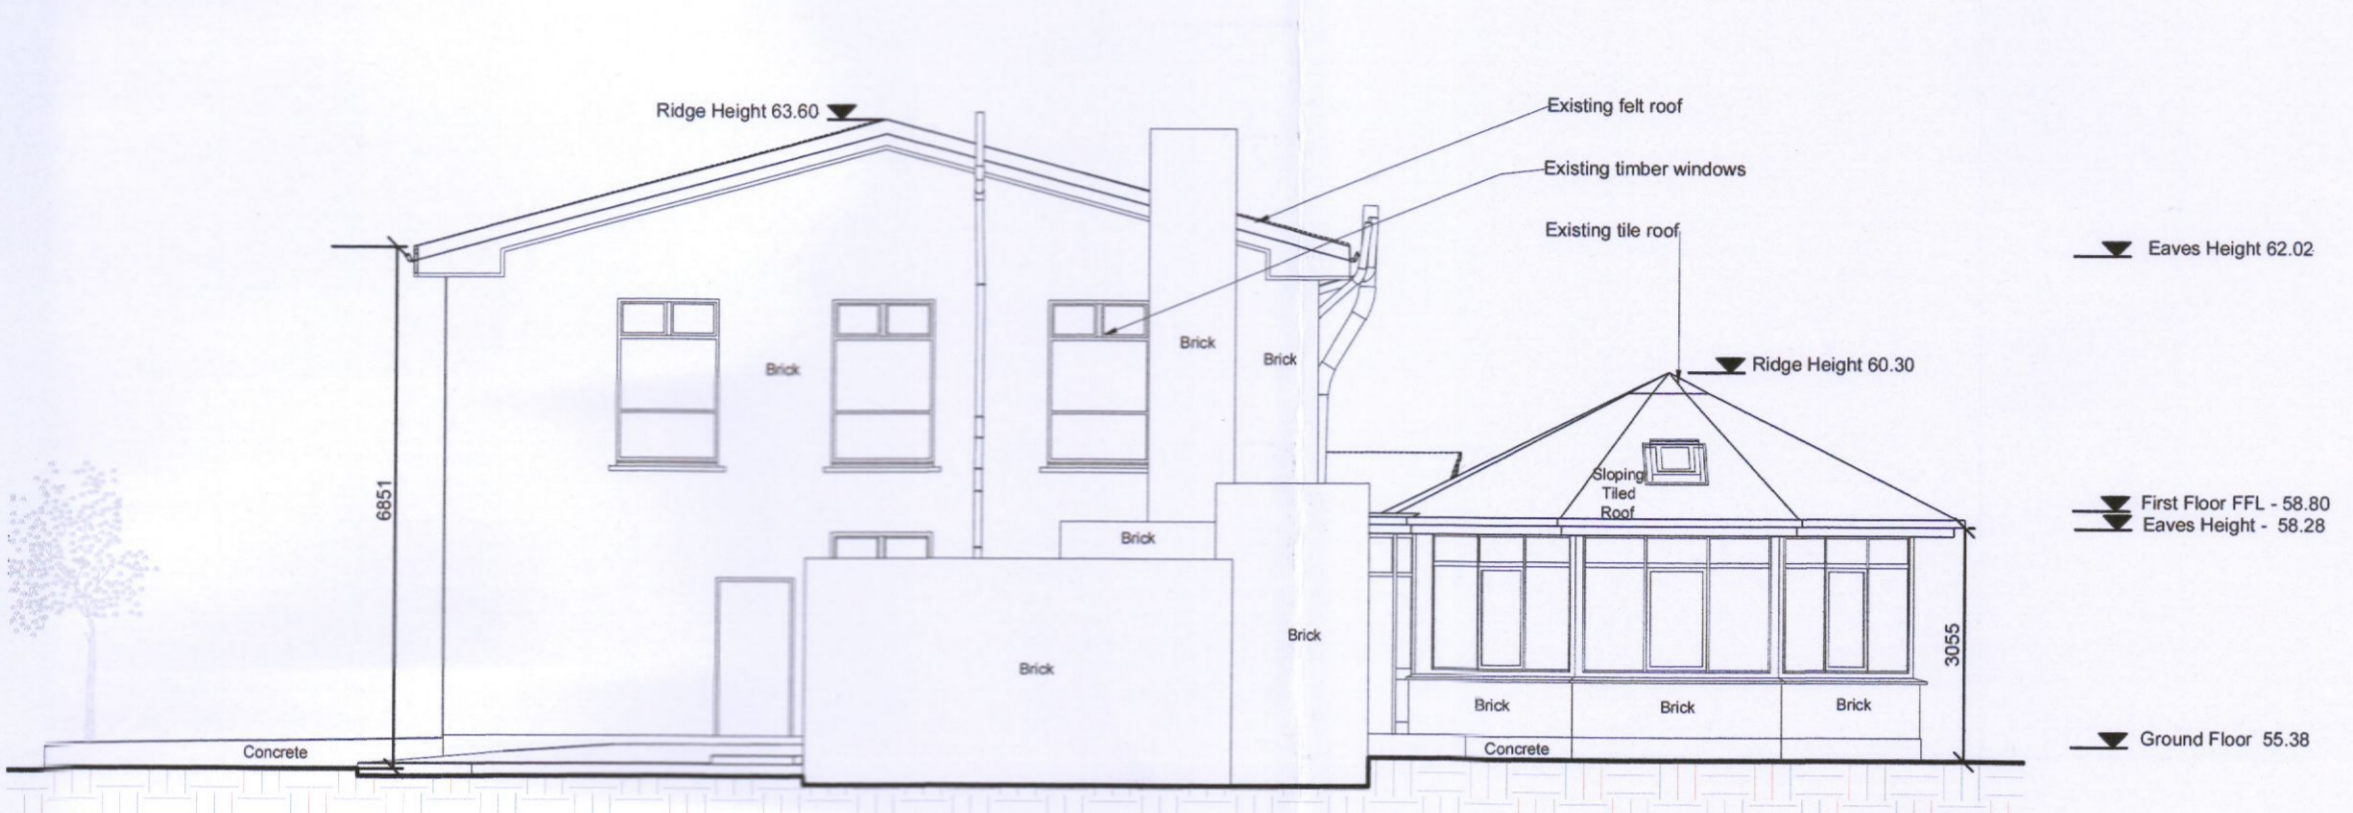 Ridge Height 63.60
Existing felt roof
Existing timber windows
Existing tile roof
Eaves Height 62.02
Brick
Brick
Brick
Ridge Height 60.30
6851
Sloping
Tiled
Roof
First Floor FFL - 58.80
Eaves Height - 58.28
Brick
Brick
Brick
3055
Brick
Brick
Brick
Ground Floor 55.38
Concrete
Concrete